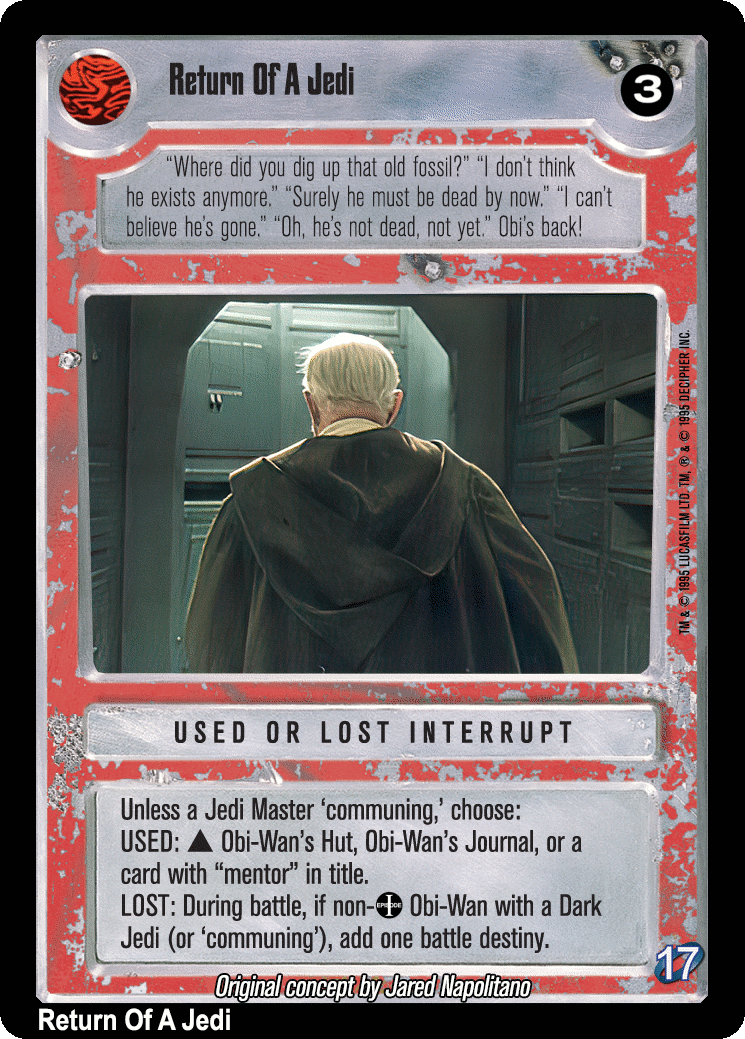 Return Of A Jedi
3
“Where did you dig up that old fossil?” “I don’t think
he exists anymore.” “Surely he must be dead by now.” “I can’t
believe he’s gone.” “Oh, he’s not dead, not yet.” Obi’s back!
TM & © 1995 LUCASFILM LTD. TM, ® & © 1995 DECIPHER INC.
USED OR LOST INTERRUPT
Unless a Jedi Master ‘communing,’ choose:
USED: ▲ Obi-Wan’s Hut, Obi-Wan’s Journal, or a
card with “mentor” in title.
LOST: During battle, if non-EPISODE I Obi-Wan with a Dark
Jedi (or ‘communing’), add one battle destiny.
17
Original concept by Jared Napolitano
Return Of A Jedi